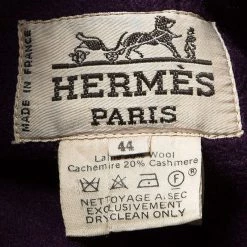 MADE IN FRANCE
HERMÈS
PARIS
44
Wool
Cachemire 20% Cashmere
NETTOYAGE A SEC
EXCLUSIVEMENT
DRYCLEAN ONLY